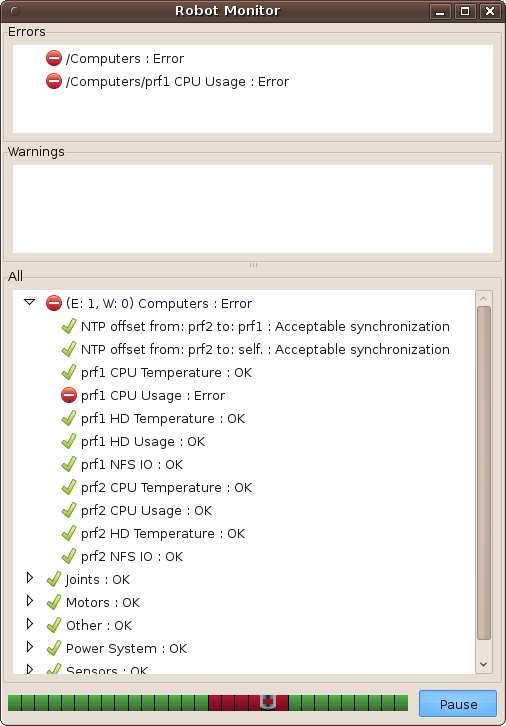 Robot Monitor
Errors
/Computers : Error
/Computers/prf1 CPU Usage : Error
Warnings
All
(E: 1, W: 0) Computers : Error
NTP offset from: prf2 to: prf1 : Acceptable synchronization
NTP offset from: prf2 to: self. : Acceptable synchronization
prf1 CPU Temperature : OK
prf1 CPU Usage : Error
prf1 HD Temperature : OK
prf1 HD Usage : OK
prf1 NFS IO : OK
prf2 CPU Temperature : OK
prf2 CPU Usage : OK
prf2 HD Temperature : OK
prf2 NFS IO : OK
Joints : OK
Motors : OK
Other : OK
Power System : OK
Sensors : OK
Pause